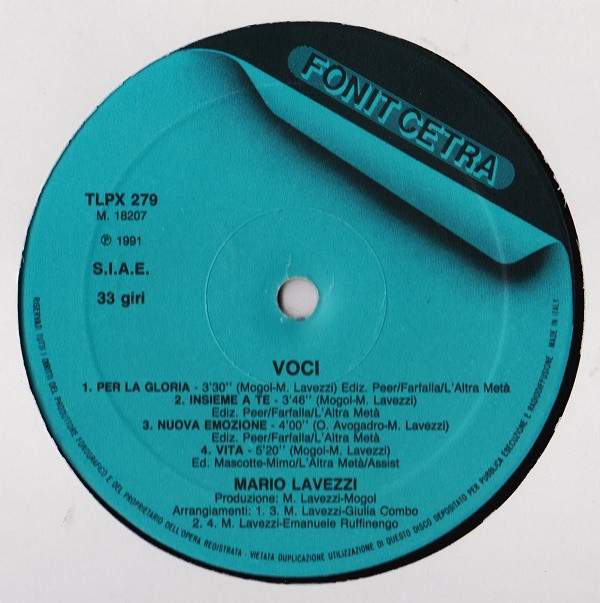 FONIT CETRA
TLPX 279
M. 18207
℗ 1991
S.I.A.E.
33 giri
VOCI
1. PER LA GLORIA - 3'30'' (Mogol-M. Lavezzi) Ediz. Peer/Farfalla/L'Altra Metà
2. INSIEME A TE - 3'46'' (Mogol-M. Lavezzi)
Ediz. Peer/Farfalla/L'Altra Metà
3. NUOVA EMOZIONE - 4'00'' (O. Avogadro-M. Lavezzi)
Ediz. Peer/Farfalla/L'Altra Metà
4. VITA - 5'20'' (Mogol-M. Lavezzi)
Ed. Mascotte-Mimo/L'Altra Metà/Assist
MARIO LAVEZZI
Produzione: M. Lavezzi-Mogol
Arrangiamenti: 1. 3. M. Lavezzi-Giulia Combo
2. 4. M. Lavezzi-Emanuele Ruffinengo
RISERVATI TUTTI I DIRITTI DEL PRODUTTORE FONOGRAFICO E DEL PROPRIETARIO DELL'OPERA REGISTRATA - VIETATA DUPLICAZIONE UTILIZZAZIONE DI QUESTO DISCO DEPOSITATO PER PUBBLICA ESECUZIONE E RADIODIFFUSIONE. MADE IN ITALY